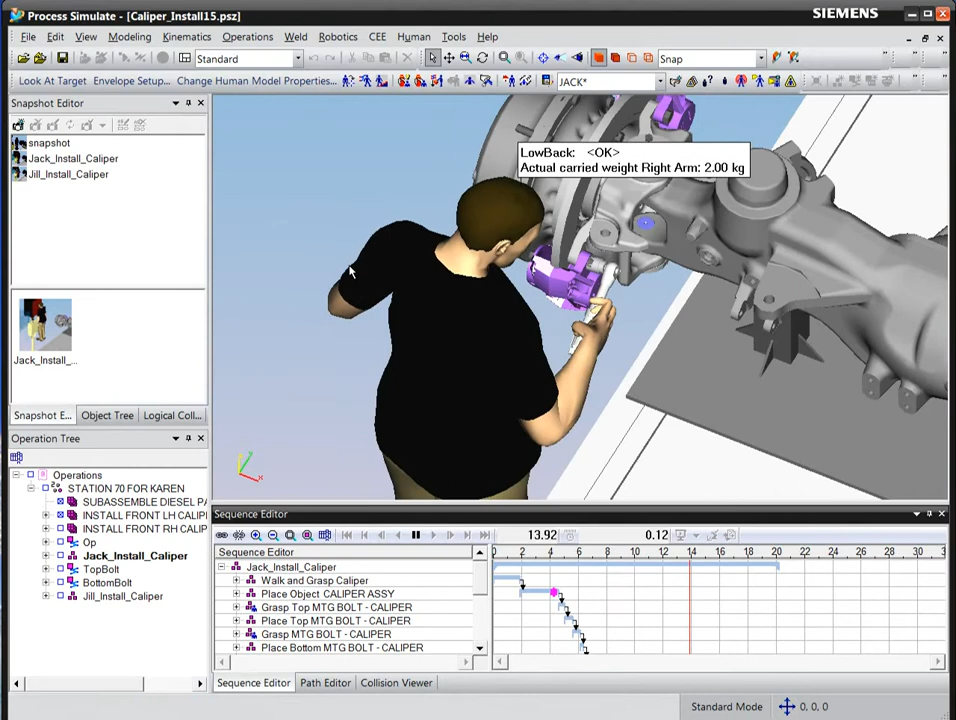 Process Simulate - [Caliper_Install15.psz]
SIEMENS
File Edit View Modeling Kinematics Operations Weld Robotics CEE Human Tools Help
Standard
Snap
Look At Target Envelope Setup... Change Human Model Properties...
JACK*
Snapshot Editor
snapshot
Jack_Install_Caliper
Jill_Install_Caliper
LowBack: <OK>
Actual carried weight Right Arm: 2.00 kg
Jack_Install_...
Snapshot E... Object Tree Logical Coll...
Operation Tree
Operations
STATION 70 FOR KAREN
SUBASSEMBLE DIESEL PA
INSTALL FRONT LH CALIP
INSTALL FRONT RH CALIP
Op
Jack_Install_Caliper
TopBolt
BottomBolt
Jill_Install_Caliper
Sequence Editor
13.92
0.12
Sequence Editor
0 2 4 6 8 10 12 14 16 18 20 22 24 26 28 30 3
Jack_Install_Caliper
Walk and Grasp Caliper
Place Object CALIPER ASSY
Grasp Top MTG BOLT - CALIPER
Place Top MTG BOLT - CALIPER
Grasp MTG BOLT - CALIPER
Place Bottom MTG BOLT - CALIPER
Sequence Editor Path Editor Collision Viewer
Standard Mode
0, 0, 0